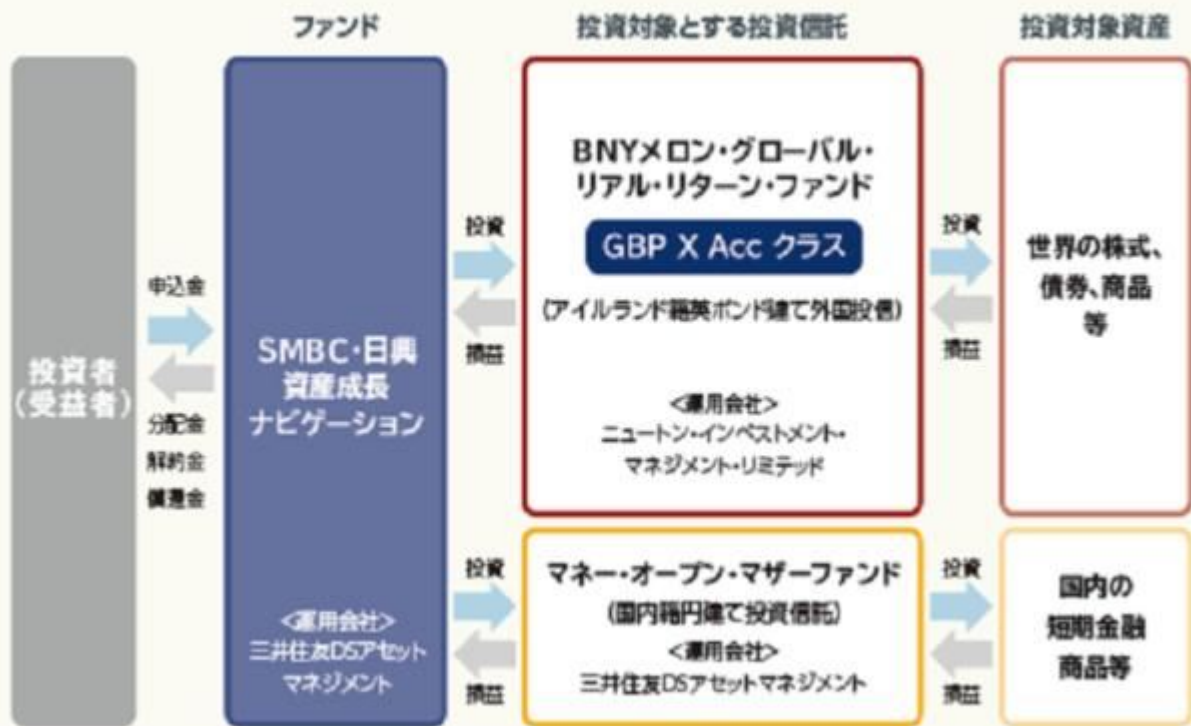 ファンド
投資対象とする投資信託
投資対象資産
投資者
(受益者)
申込金
分配金
解約金
償還金
SMBC・日興
資産成長
ナビゲーション
<運用会社>
三井住友DSアセット
マネジメント
投資
損益
BNYメロン・グローバル・
リアル・リターン・ファンド
GBP X Acc クラス
(アイルランド籍英ポンド建て外国投信)
<運用会社>
ニュートン・インベストメント・
マネジメント・リミテッド
投資
損益
世界の株式、
債券、商品
等
投資
損益
マネー・オープン・マザーファンド
(国内籍円建て投資信託)
<運用会社>
三井住友DSアセットマネジメント
投資
損益
国内の
短期金融
商品等